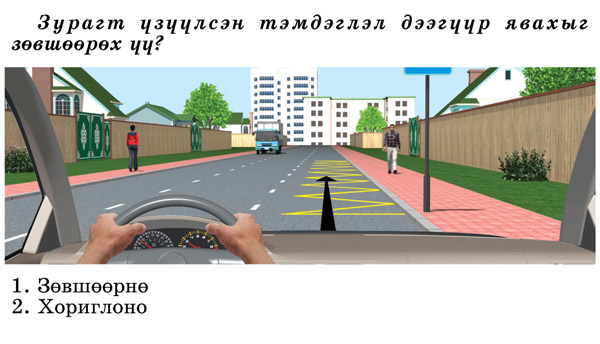 Зурагт үзүүлсэн тэмдэглэл дээгүүр явахыг
зөвшөөрөх үү?
1. Зөвшөөрнө
2. Хориглоно